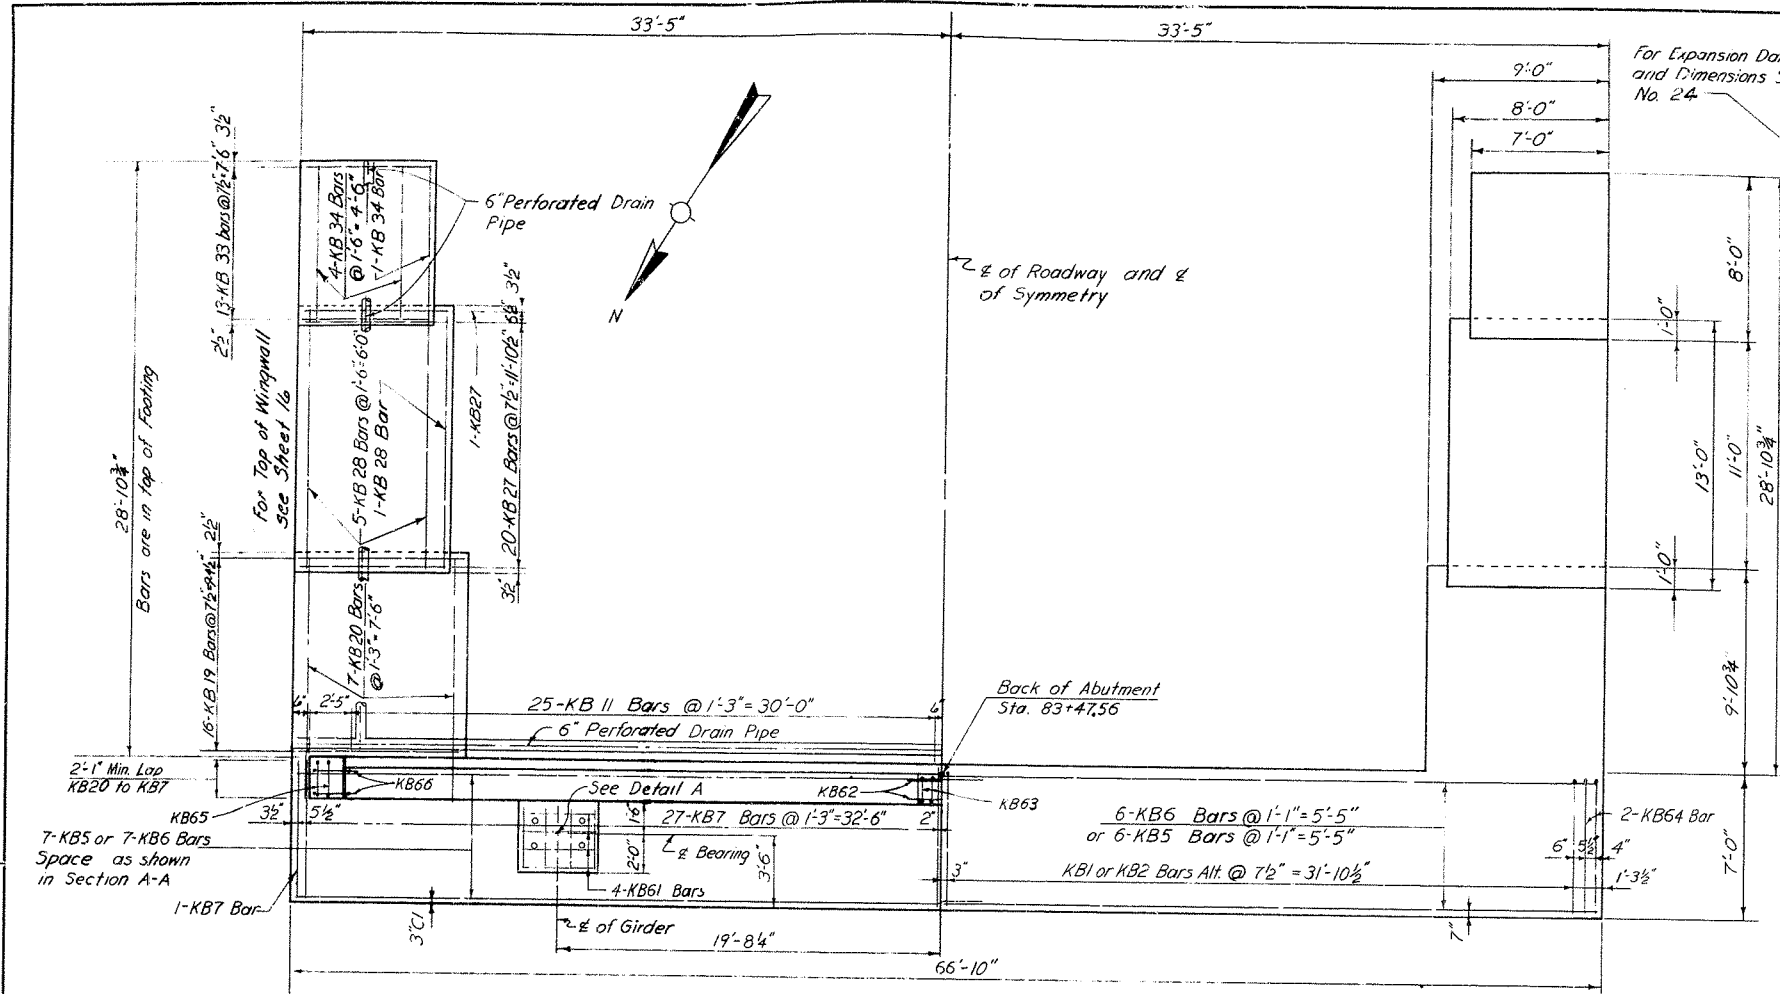 33'-5"
33'-5"
For Expansion
and Dimensions
No. 24
9'-0"
8'-0"
7'-0"
2½" 13-KB 33 bars @ 7½"=7'-6" 3½"
4-KB 34 Bars
@ 1'-6"= 4'-6"
1-KB 34 Bar
6" Perforated Drain
Pipe
N
℄ of Roadway and ℄
of Symmetry
8'-0"
1'-0"
13'-0"
11'-0"
28'-10¾"
1'-0"
9'-10¾"
7'-0"
28'-10¾"
Bars are in top of Footing
For Top of Wingwall
see Sheet 16
5-KB 28 Bars @ 1'-6"=6'-0"
1-KB 28 Bar
1-KB27
3½" 20-KB27 Bars @ 7½"=11'-10½" 6½" 3½"
16-KB 19 Bars @ 7½" 2½"
7-KB20 Bars
@ 1'-3"= 7'-6"
6" 2'-5"
25-KB 11 Bars @ 1'-3"= 30'-0"
6"
6" Perforated Drain Pipe
Back of Abutment
Sta. 83+47.56
2'-1" Min. Lap
KB20 to KB7
KB65
KB66
See Detail A
KB62
KB63
3½" 5½"
27-KB7 Bars @ 1'-3"=32'-6"
2"
1'-6"
2'-0"
℄ Bearing
3'-6"
7-KB5 or 7-KB6 Bars
Space as shown
in Section A-A
1-KB7 Bar
4-KB61 Bars
6-KB6 Bars @ 1'-1"= 5'-5"
or 6-KB5 Bars @ 1'-1"= 5'-5"
2-KB64 Bar
6" 5½" 4"
3"
KB1 or KB2 Bars Alt. @ 7½" = 31'-10½"
1'-3½"
3" Cl
℄ of Girder
7"
19'-8¼"
66'-10"